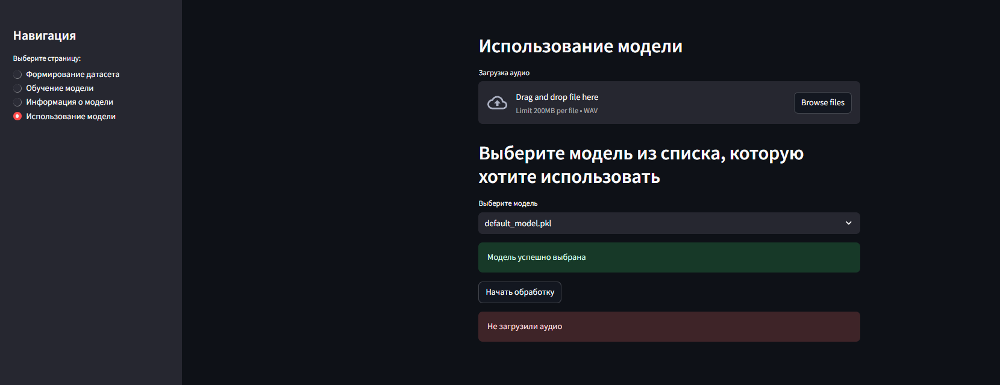 Навигация
Выберите страницу:
Формирование датасета
Обучение модели
Информация о модели
Использование модели
Использование модели
Загрузка аудио
Drag and drop file here
Limit 200MB per file • WAV
Browse files
Выберите модель из списка, которую
хотите использовать
Выберите модель
default_model.pkl
Модель успешно выбрана
Начать обработку
Не загрузили аудио